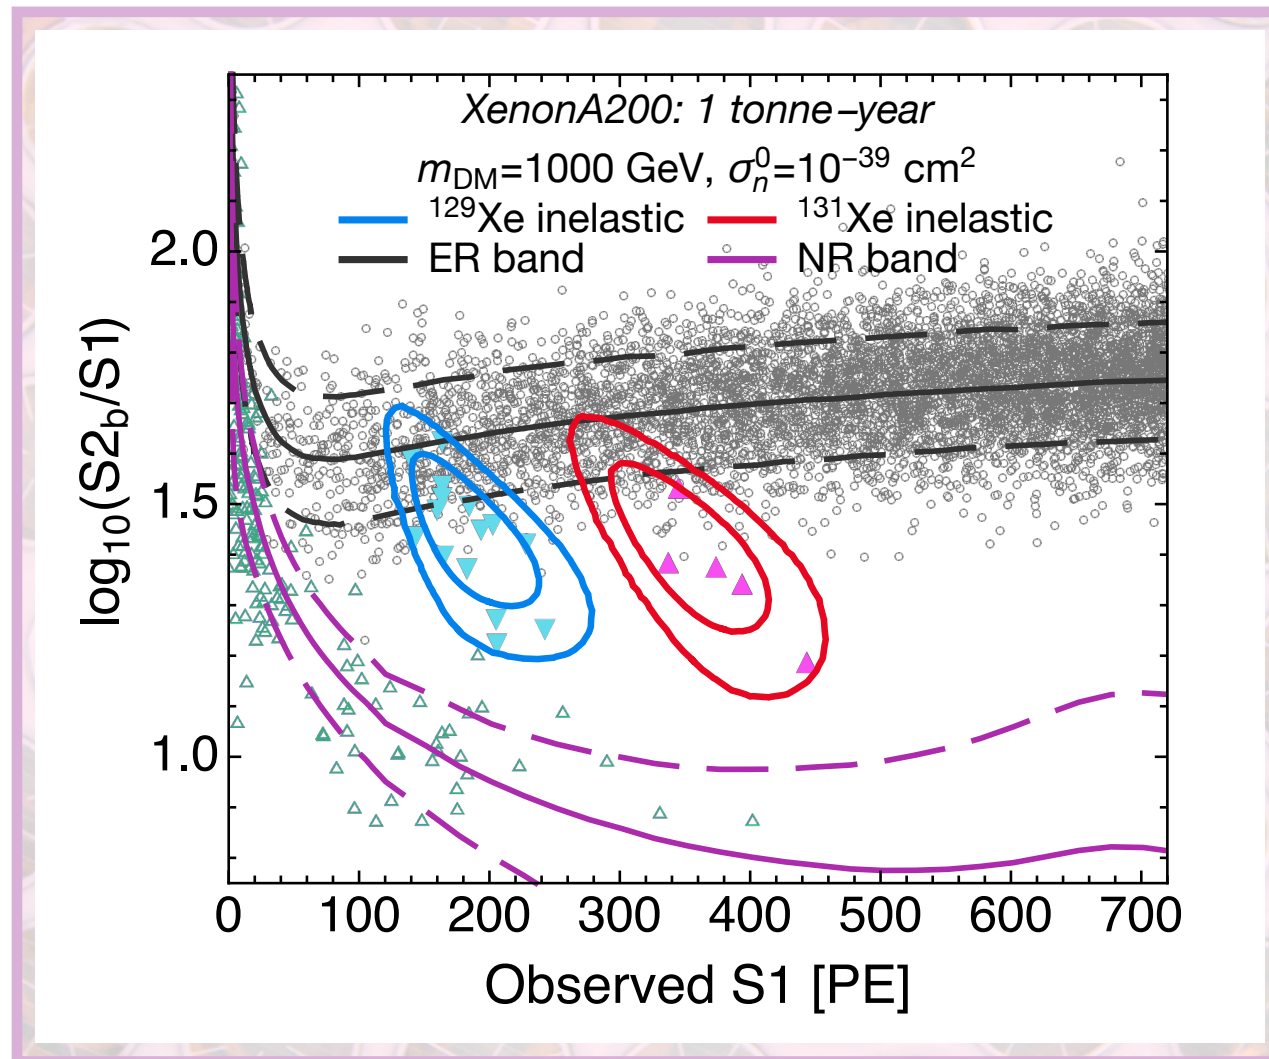 XenonA200: 1 tonne–year
m_DM=1000 GeV, σ_n^0=10^−39 cm^2
^129Xe inelastic ^131Xe inelastic
ER band NR band
log_10(S2_b/S1)
2.0
1.5
1.0
0 100 200 300 400 500 600 700
Observed S1 [PE]